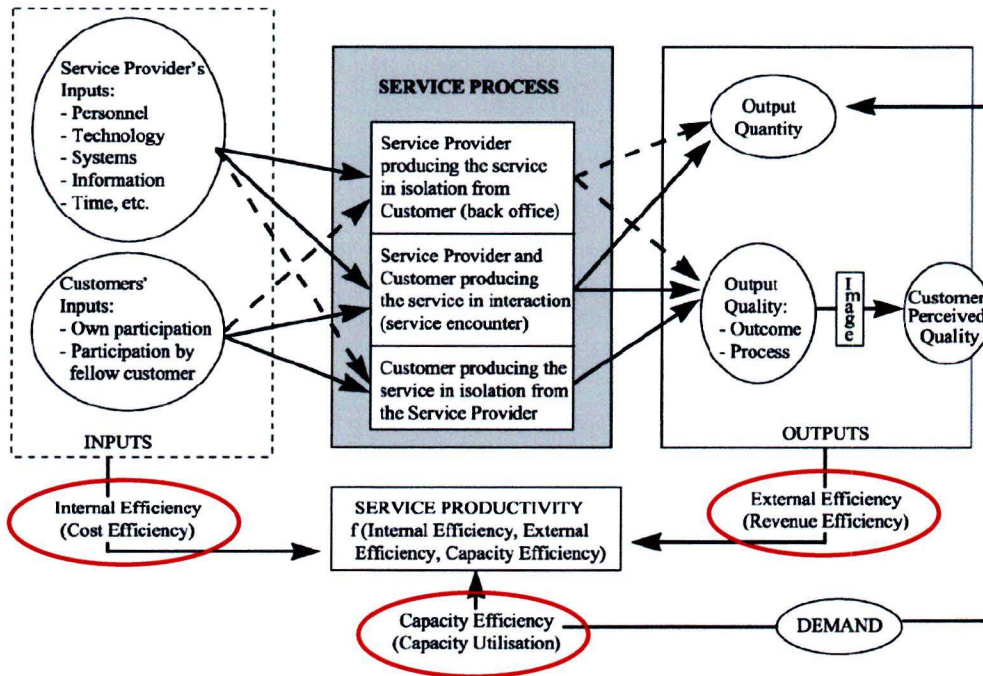 Service Provider's
Inputs:
- Personnel
- Technology
- Systems
- Information
- Time, etc.
Customers'
Inputs:
- Own participation
- Participation by
fellow customer
INPUTS
SERVICE PROCESS
Service Provider
producing the service
in isolation from
Customer (back office)
Service Provider and
Customer producing
the service in interaction
(service encounter)
Customer producing the
service in isolation from
the Service Provider
Output
Quantity
Output
Quality:
- Outcome
- Process
Image
Customer
Perceived
Quality
OUTPUTS
Internal Efficiency
(Cost Efficiency)
SERVICE PRODUCTIVITY
f (Internal Efficiency, External
Efficiency, Capacity Efficiency)
External Efficiency
(Revenue Efficiency)
Capacity Efficiency
(Capacity Utilisation)
DEMAND